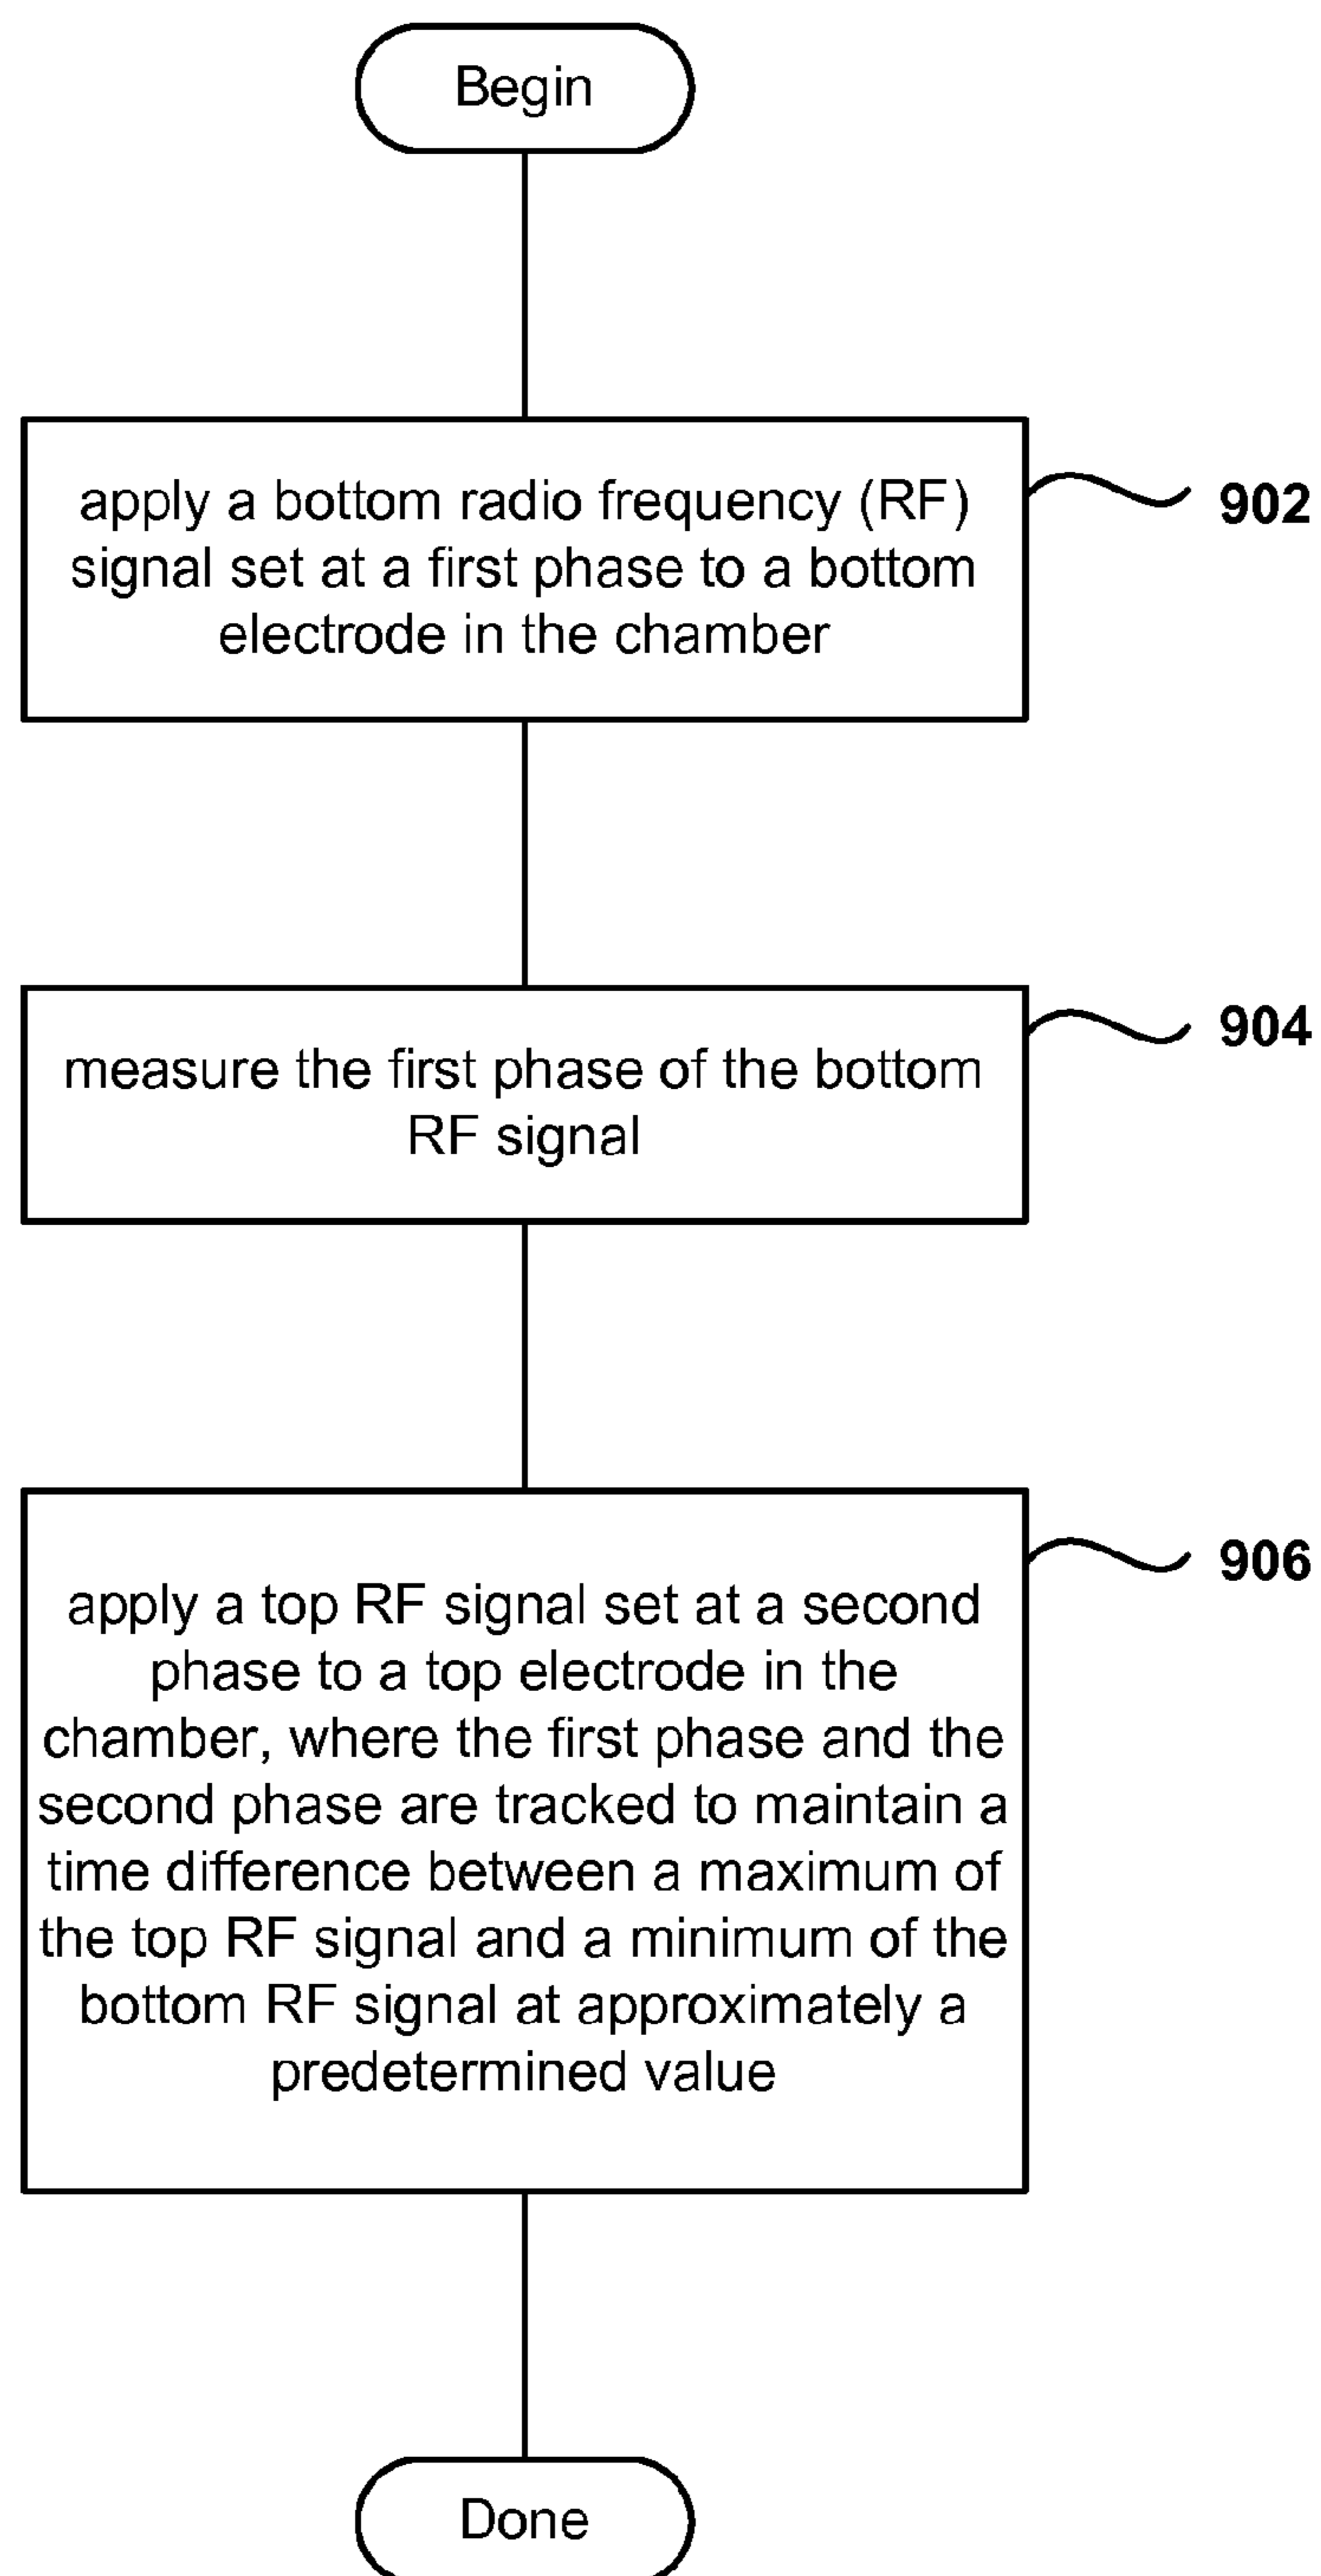 Begin
apply a bottom radio frequency (RF)
signal set at a first phase to a bottom
electrode in the chamber
902
measure the first phase of the bottom
RF signal
904
apply a top RF signal set at a second
phase to a top electrode in the
chamber, where the first phase and the
second phase are tracked to maintain a
time difference between a maximum of
the top RF signal and a minimum of the
bottom RF signal at approximately a
predetermined value
906
Done